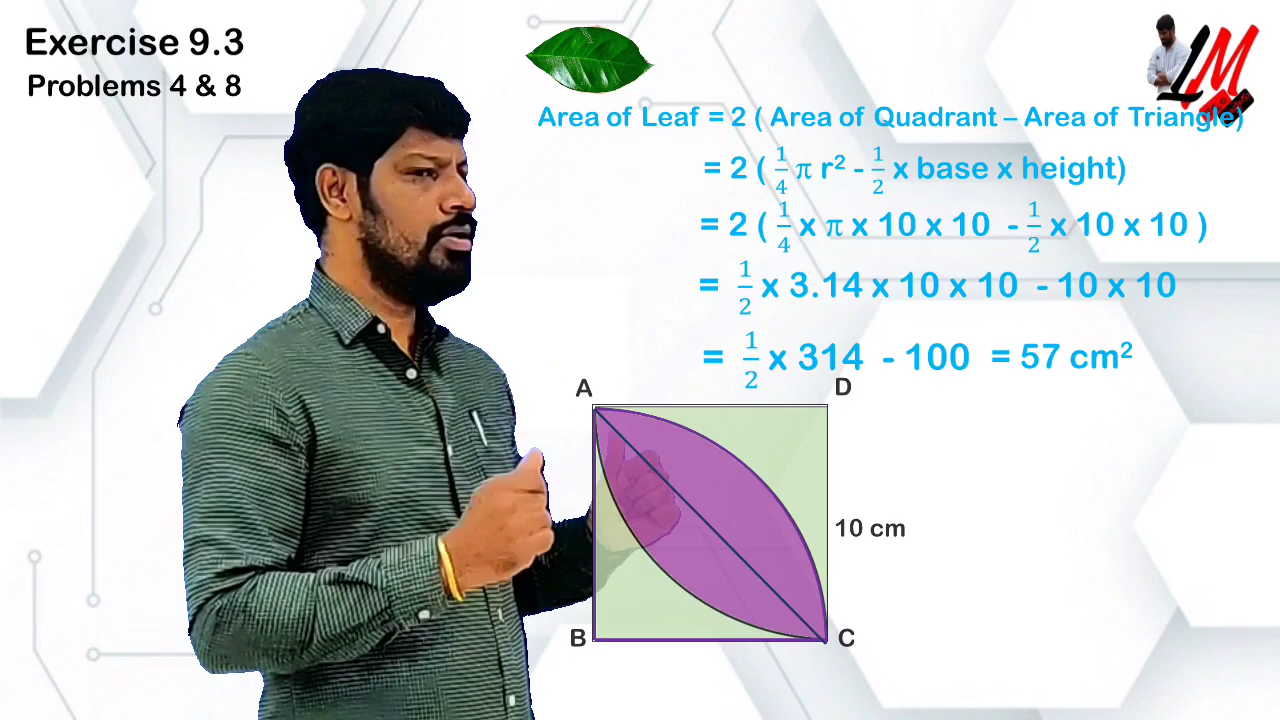 Exercise 9.3
Problems 4 & 8
LM
Area of Leaf = 2 ( Area of Quadrant – Area of Triangle)
= 2 ( 1/4 π r² - 1/2 x base x height)
= 2 ( 1/4 x π x 10 x 10 - 1/2 x 10 x 10 )
= 1/2 x 3.14 x 10 x 10 - 10 x 10
= 1/2 x 314 - 100 = 57 cm²
A
D
10 cm
B
C